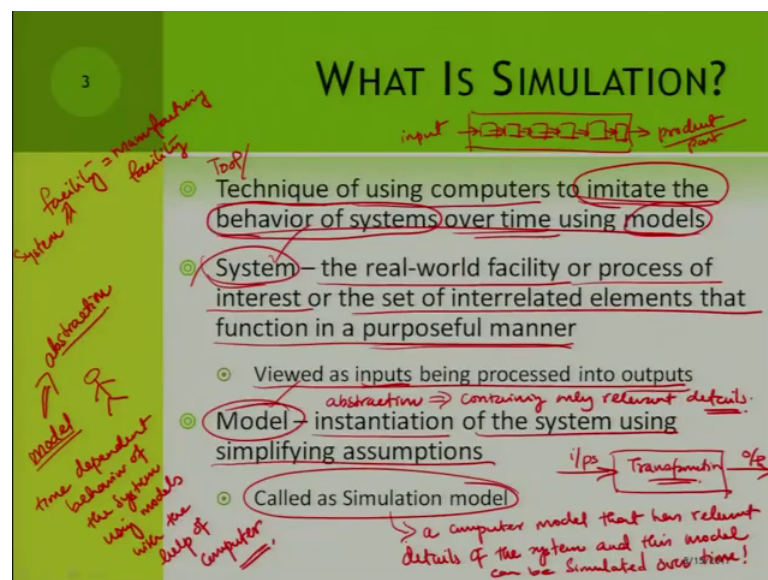 3
WHAT IS SIMULATION?
input → → product/part
Tool/
Technique of using computers to imitate the
behavior of systems over time using models
System – the real-world facility or process of
interest or the set of interrelated elements that
function in a purposeful manner
Viewed as inputs being processed into outputs
abstraction ⇒ containing only relevant details.
Model – instantiation of the system using
simplifying assumptions
i/ps → Transformation → o/p
Called as Simulation model
→ a computer model that has relevant
details of the system and this model
can be simulated over time!
facility = manufacturing
facility
System
abstraction
model
time dependent
behavior of
the system
using models
with the
help of
computer